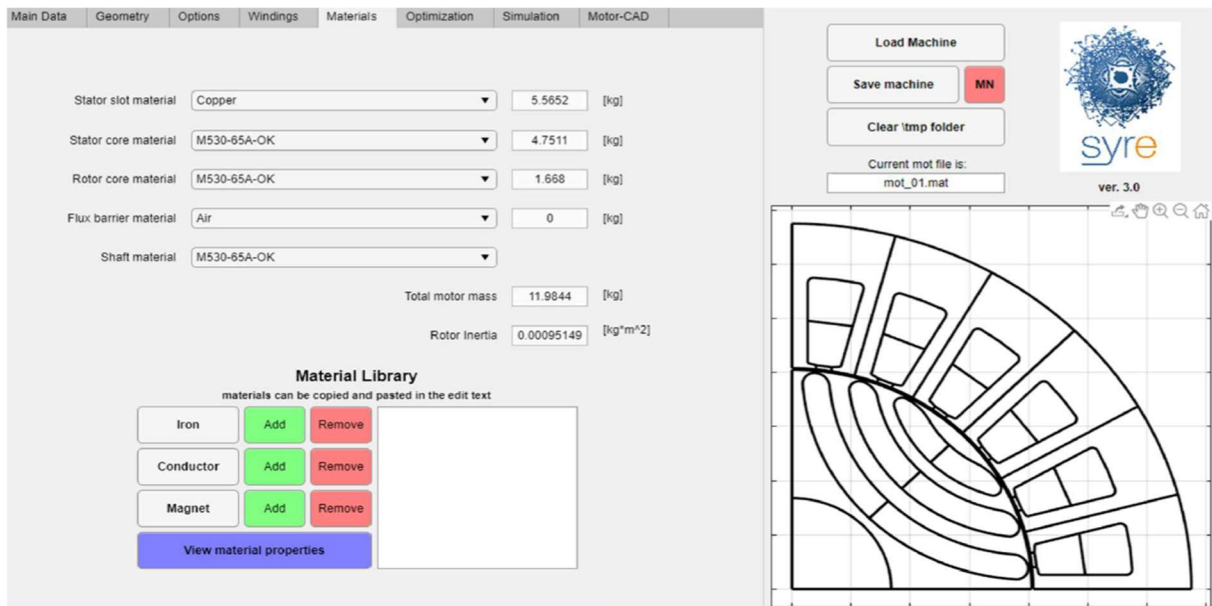 Main Data Geometry Options Windings Materials Optimization Simulation Motor-CAD
Stator slot material Copper 5.5652 [kg]
Stator core material M530-65A-OK 4.7511 [kg]
Rotor core material M530-65A-OK 1.668 [kg]
Flux barrier material Air 0 [kg]
Shaft material M530-65A-OK
Total motor mass 11.9844 [kg]
Rotor Inertia 0.00095149 [kg*m^2]
Material Library
materials can be copied and pasted in the edit text
Iron Add Remove
Conductor Add Remove
Magnet Add Remove
View material properties
Load Machine
Save machine MN
Clear \tmp folder
Current mot file is:
mot_01.mat
syre
ver. 3.0